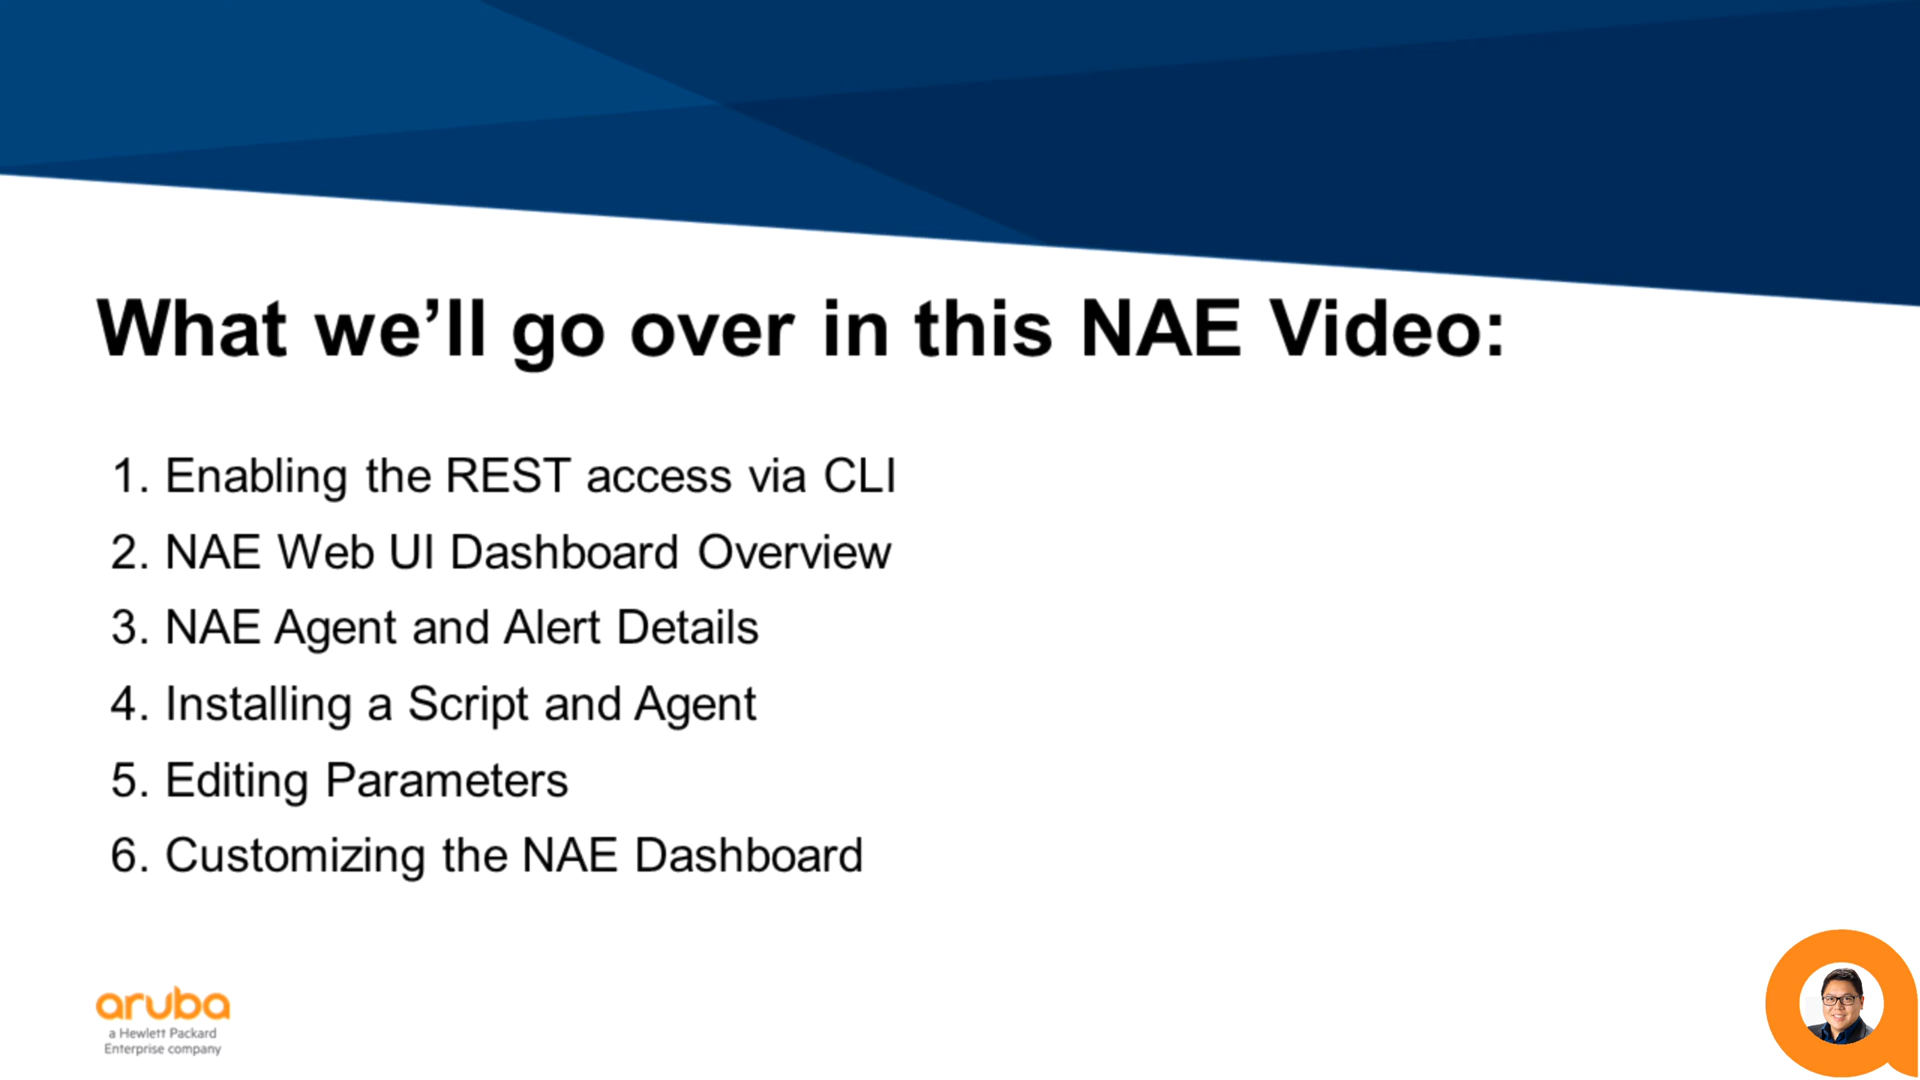 What we’ll go over in this NAE Video:
1. Enabling the REST access via CLI
2. NAE Web UI Dashboard Overview
3. NAE Agent and Alert Details
4. Installing a Script and Agent
5. Editing Parameters
6. Customizing the NAE Dashboard
aruba
a Hewlett Packard
Enterprise company